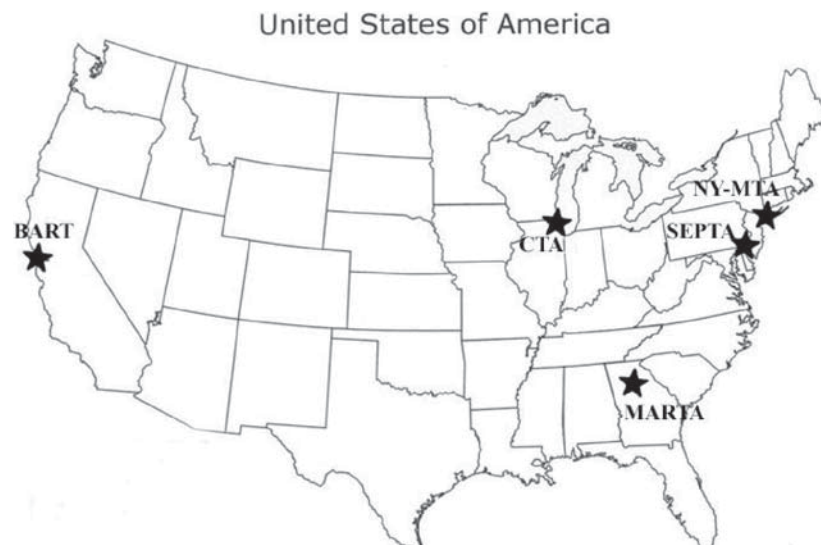 United States of America
NY-MTA
BART
SEPTA
CTA
MARTA